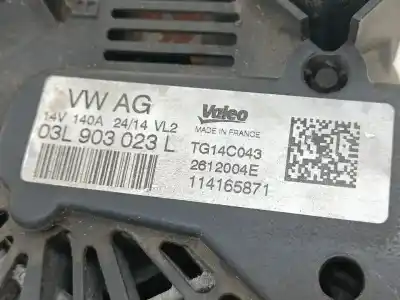 VW AG
14V 140A 24/14 VL2
03L 903 023 L
Valeo
MADE IN FRANCE
TG14C043
2612004E
114165871